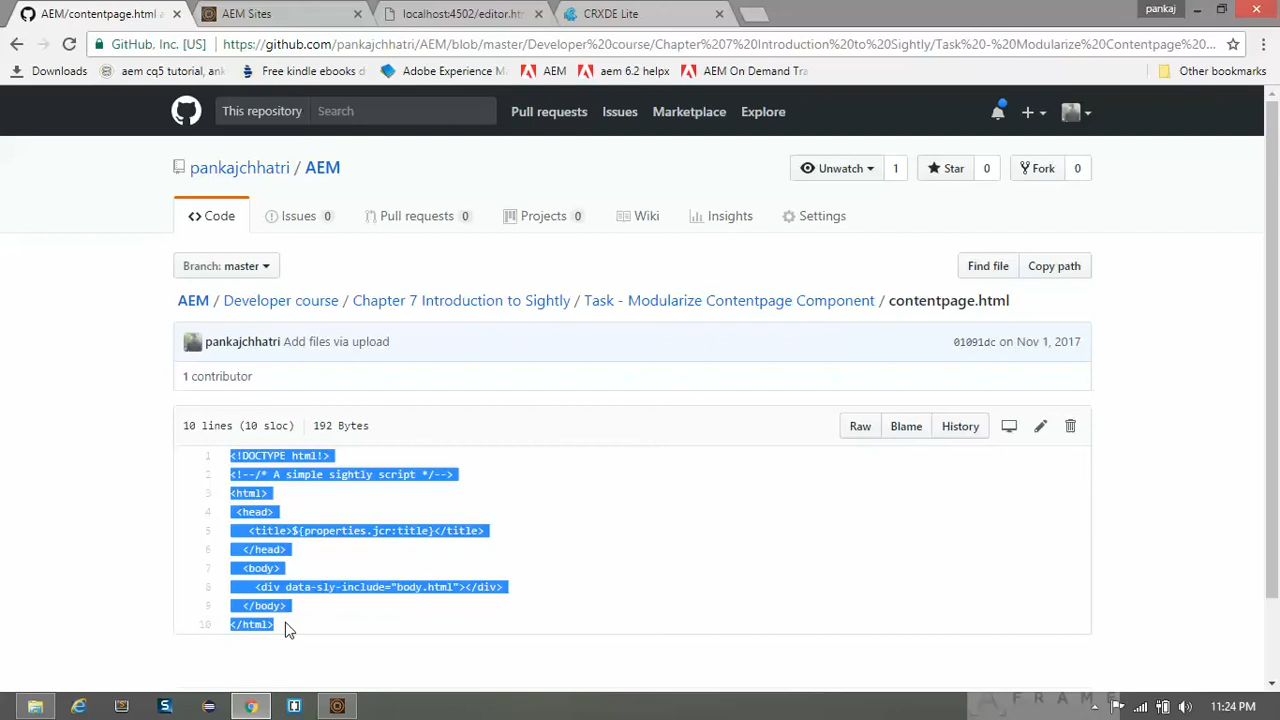 AEM/contentpage.html
AEM Sites
localhost:4502/editor.ht
CRXDE Lite
pankaj
GitHub, Inc. [US]
https://github.com/pankajchhatri/AEM/blob/master/Developer%20course/Chapter%207%20Introduction%20to%20Sightly/Task%20-%20Modularize%20Contentpage%20...
Downloads
aem cq5 tutorial, an
Free kindle ebooks d
Adobe Experience M
AEM
aem 6.2 helpx
AEM On Demand Tra
Other bookmarks
This repository
Search
Pull requests
Issues
Marketplace
Explore
pankajchhatri / AEM
Unwatch 1
Star 0
Fork 0
<> Code
Issues 0
Pull requests 0
Projects 0
Wiki
Insights
Settings
Branch: master
Find file
Copy path
AEM / Developer course / Chapter 7 Introduction to Sightly / Task - Modularize Contentpage Component / contentpage.html
pankajchhatri Add files via upload
01091dc on Nov 1, 2017
1 contributor
10 lines (10 sloc) 192 Bytes
Raw
Blame
History
1 <!DOCTYPE html!>
2 <!--/* A simple sightly script */-->
3 <html>
4 <head>
5 <title>${properties.jcr:title}</title>
6 </head>
7 <body>
8 <div data-sly-include="body.html"></div>
9 </body>
10 </html>
A FRAME
11:24 PM